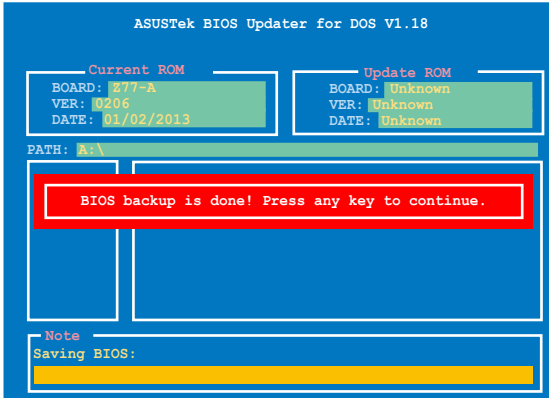 ASUSTek BIOS Updater for DOS V1.18
Current ROM
BOARD: Z77-A
VER: 0206
DATE: 01/02/2013
Update ROM
BOARD: Unknown
VER: Unknown
DATE: Unknown
PATH: A:\
BIOS backup is done! Press any key to continue.
Note
Saving BIOS: